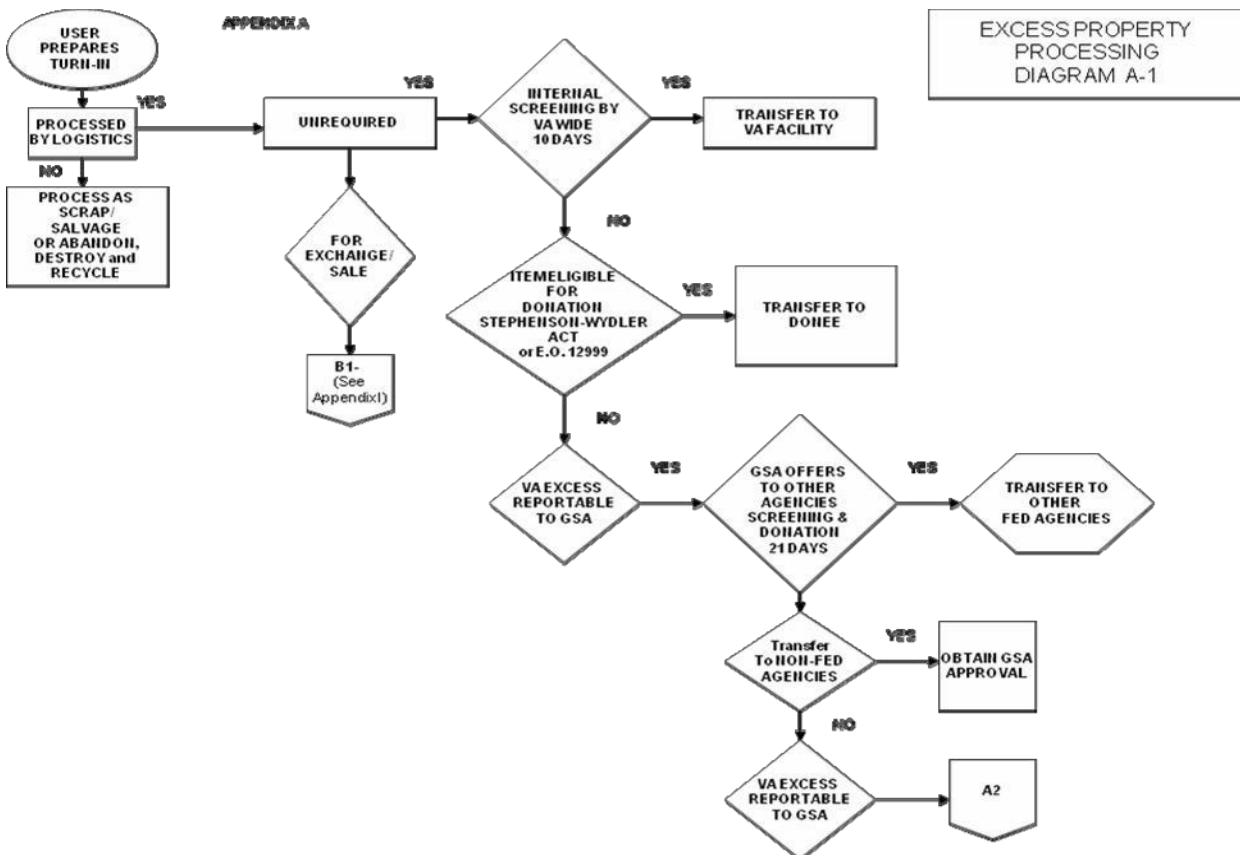 APPENDIX A
EXCESS PROPERTY
PROCESSING
DIAGRAM A-1
USER
PREPARES
TURN-IN
YES
PROCESSED
BY LOGISTICS
NO
PROCESS AS
SCRAP/
SALVAGE
OR ABANDON,
DESTROY and
RECYCLE
UNREQUIRED
YES
FOR
EXCHANGE/
SALE
B1-
(See
AppendixI)
INTERNAL
SCREENING BY
VA WIDE
10 DAYS
YES
TRANSFER TO
VA FACILITY
NO
ITEM ELIGIBLE
FOR
DONATION
STEPHENSON-WYDLER
ACT
or E.O. 12999
YES
TRANSFER TO
DONEE
NO
VA EXCESS
REPORTABLE
TO GSA
YES
GSA OFFERS
TO OTHER
AGENCIES
SCREENING &
DONATION
21 DAYS
YES
TRANSFER TO
OTHER
FED AGENCIES
Transfer
To NON-FED
AGENCIES
YES
OBTAIN GSA
APPROVAL
NO
VA EXCESS
REPORTABLE
TO GSA
A2